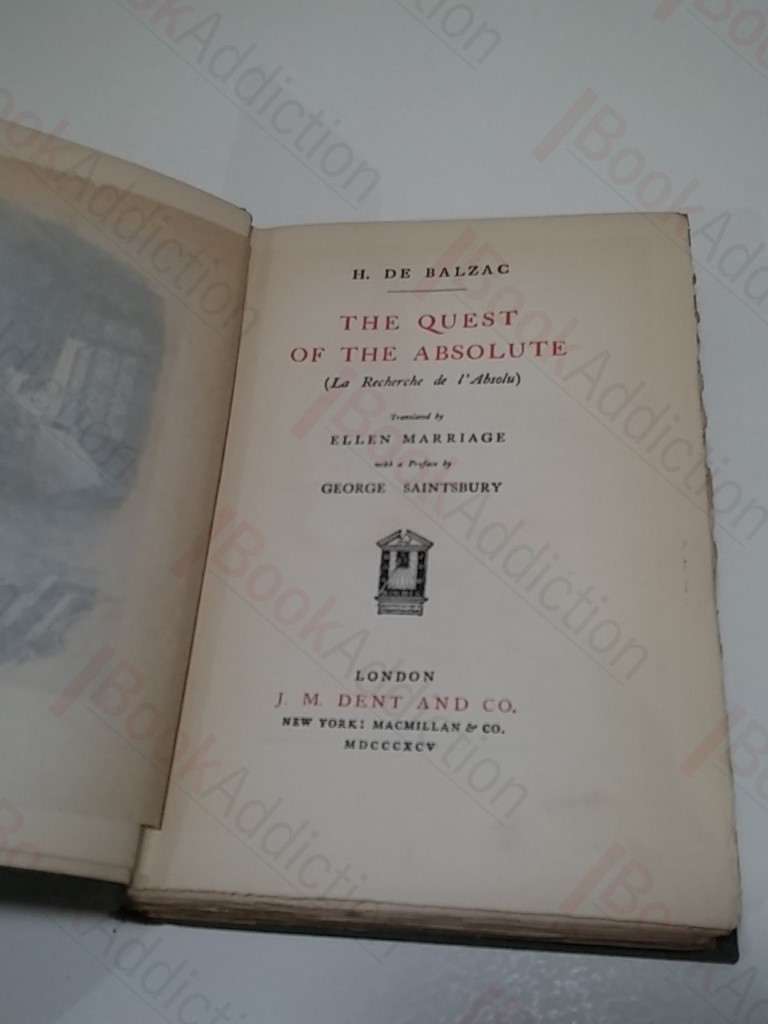 H. DE BALZAC
THE QUEST
OF THE ABSOLUTE
(La Recherche de l'Absolu)
Translated by
ELLEN MARRIAGE
with a Preface by
GEORGE SAINTSBURY
LONDON
J. M. DENT AND CO.
NEW YORK: MACMILLAN & CO.
MDCCCXCV
BookAddiction